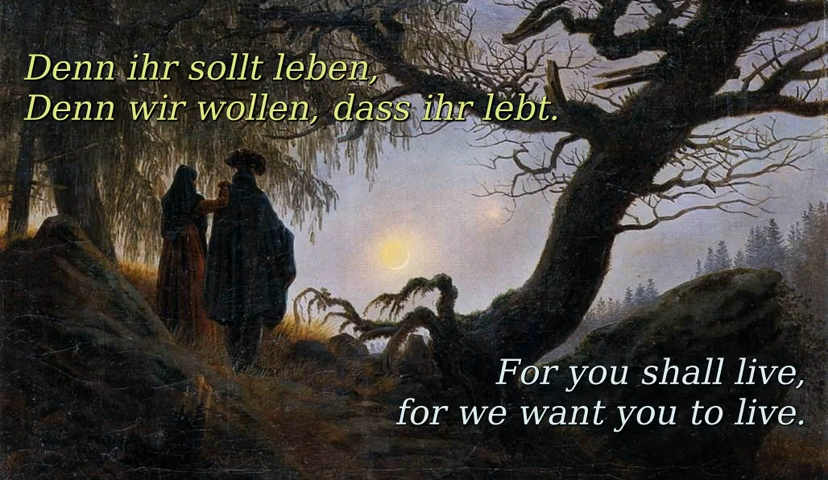 Denn ihr sollt leben,
Denn wir wollen, dass ihr lebt.
For you shall live,
for we want you to live.